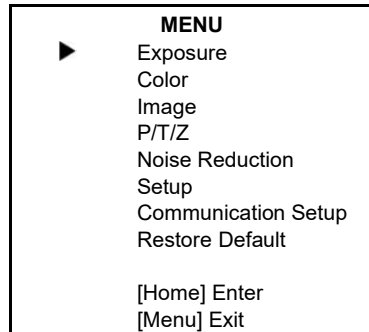 MENU
Exposure
Color
Image
P/T/Z
Noise Reduction
Setup
Communication Setup
Restore Default
[Home] Enter
[Menu] Exit